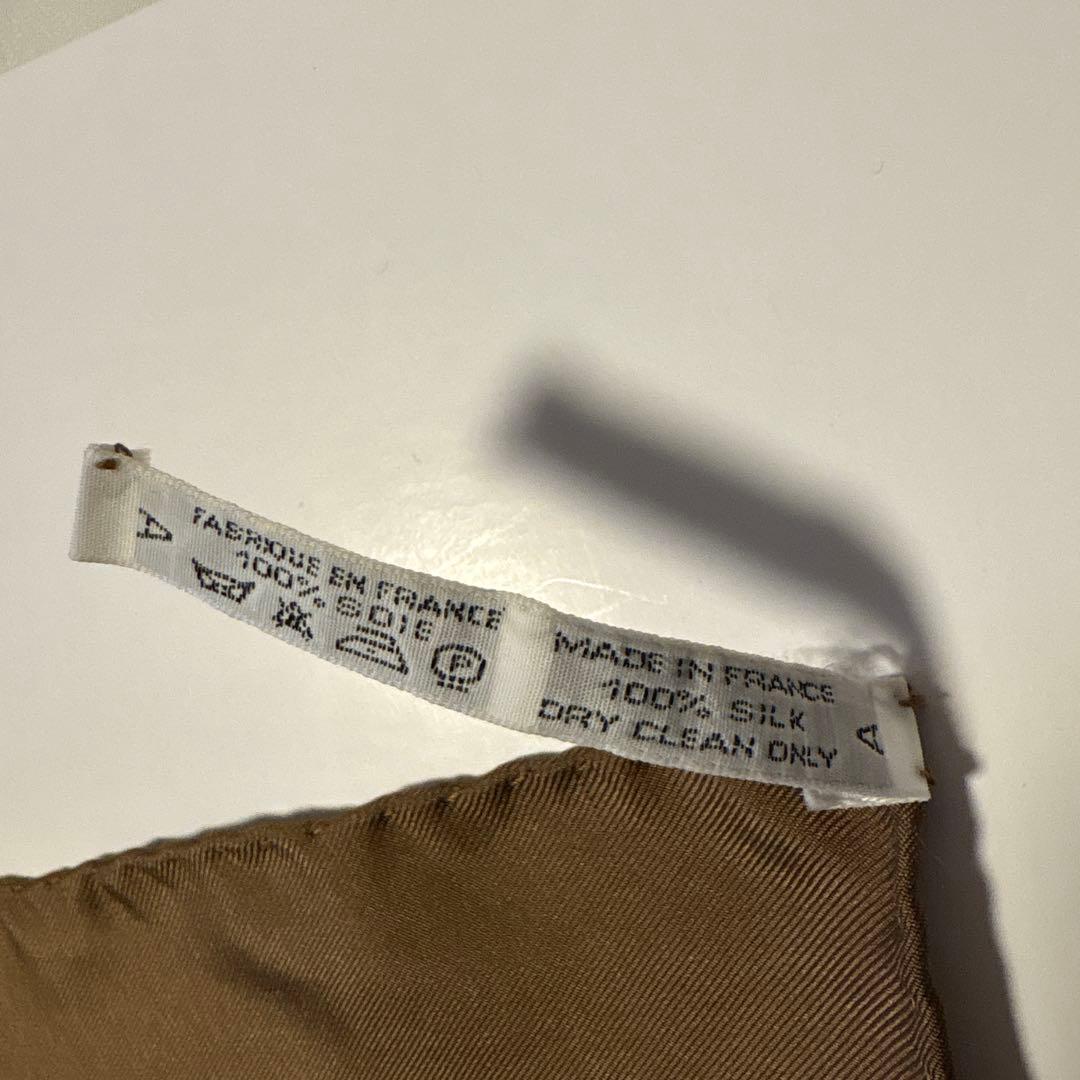 A
FABRIQUE EN FRANCE
100% SOIE
P
MADE IN FRANCE
100% SILK
DRY CLEAN ONLY
A